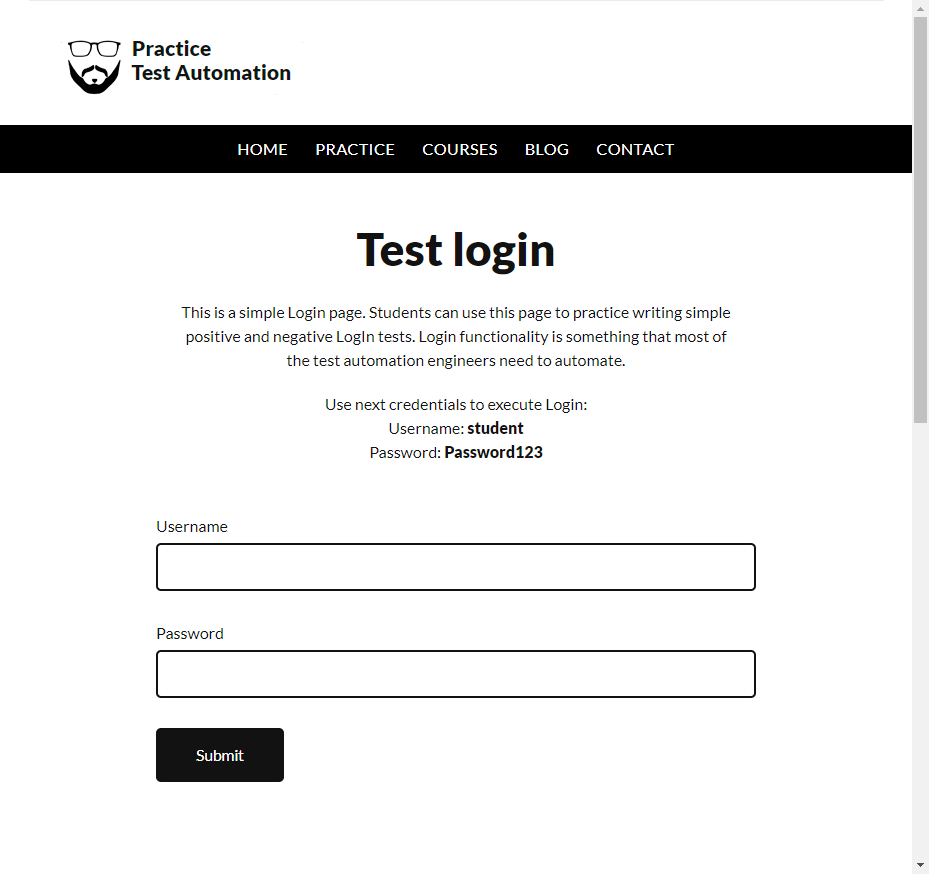 Practice
Test Automation
HOME PRACTICE COURSES BLOG CONTACT
Test login
This is a simple Login page. Students can use this page to practice writing simple
positive and negative LogIn tests. Login functionality is something that most of
the test automation engineers need to automate.
Use next credentials to execute Login:
Username: student
Password: Password123
Username
Password
Submit